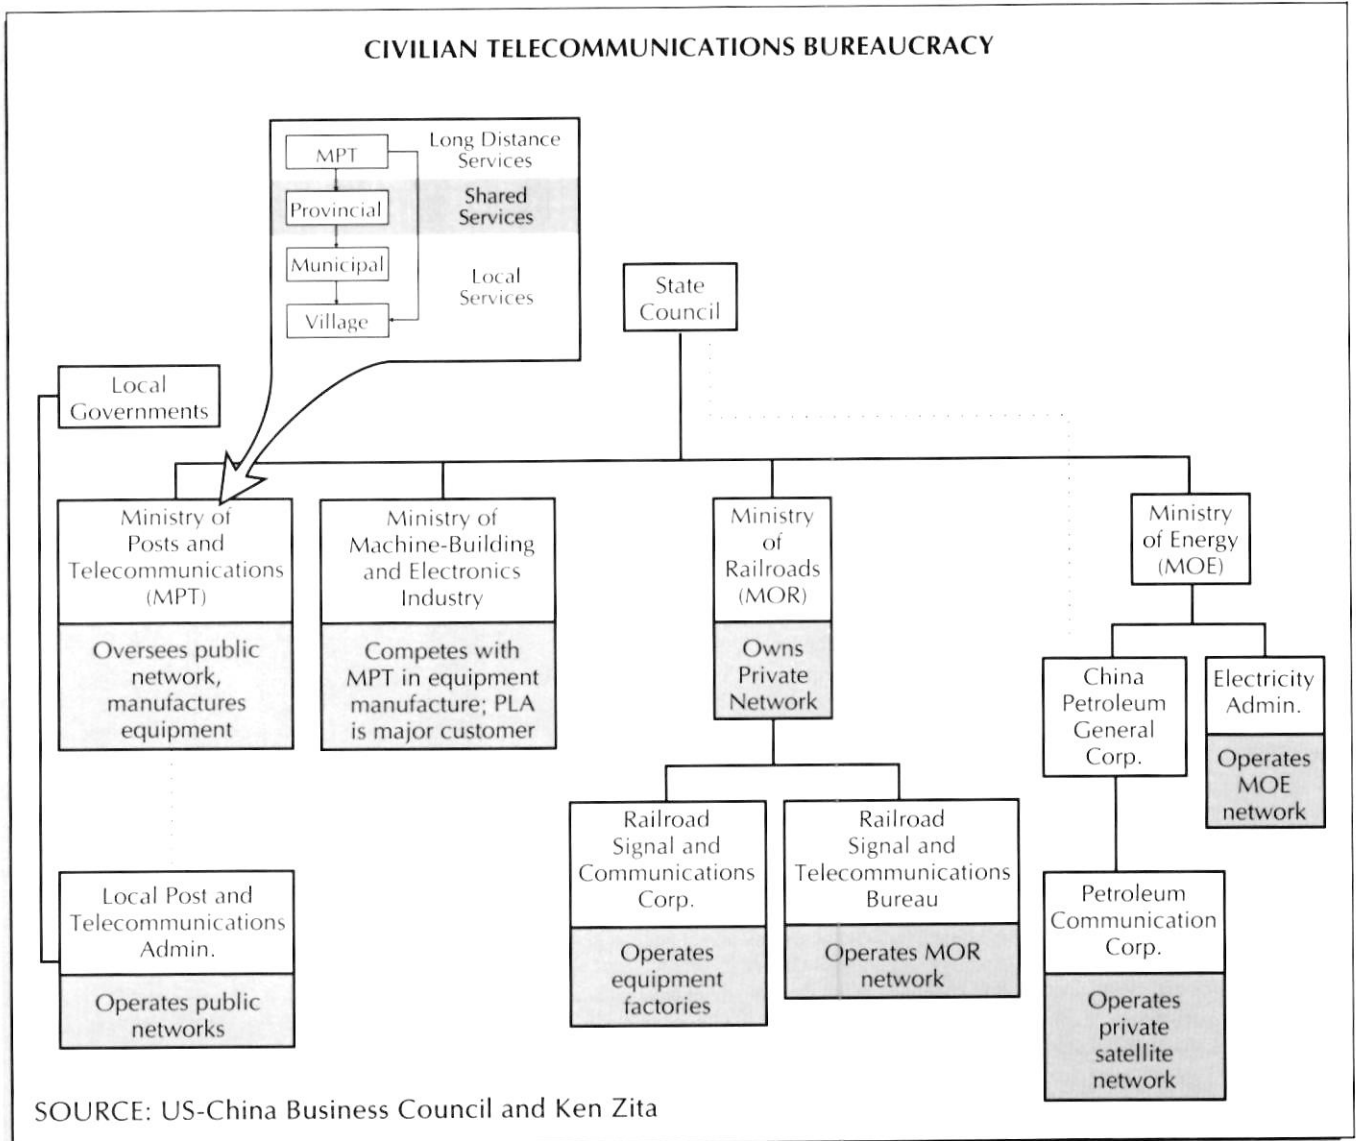 CIVILIAN TELECOMMUNICATIONS BUREAUCRACY
MPT
Long Distance
Services
Provincial
Shared
Services
Municipal
Local
Services
Village
State
Council
Local
Governments
Ministry of
Posts and
Telecommunications
(MPT)
Oversees public
network,
manufactures
equipment
Ministry of
Machine-Building
and Electronics
Industry
Competes with
MPT in equipment
manufacture; PLA
is major customer
Ministry
of
Railroads
(MOR)
Owns
Private
Network
Ministry
of Energy
(MOE)
China
Petroleum
General
Corp.
Electricity
Admin.
Operates
MOE
network
Railroad
Signal and
Communications
Corp.
Operates
equipment
factories
Railroad
Signal and
Telecommunications
Bureau
Operates MOR
network
Local Post and
Telecommunications
Admin.
Operates public
networks
Petroleum
Communication
Corp.
Operates
private
satellite
network
SOURCE: US-China Business Council and Ken Zita